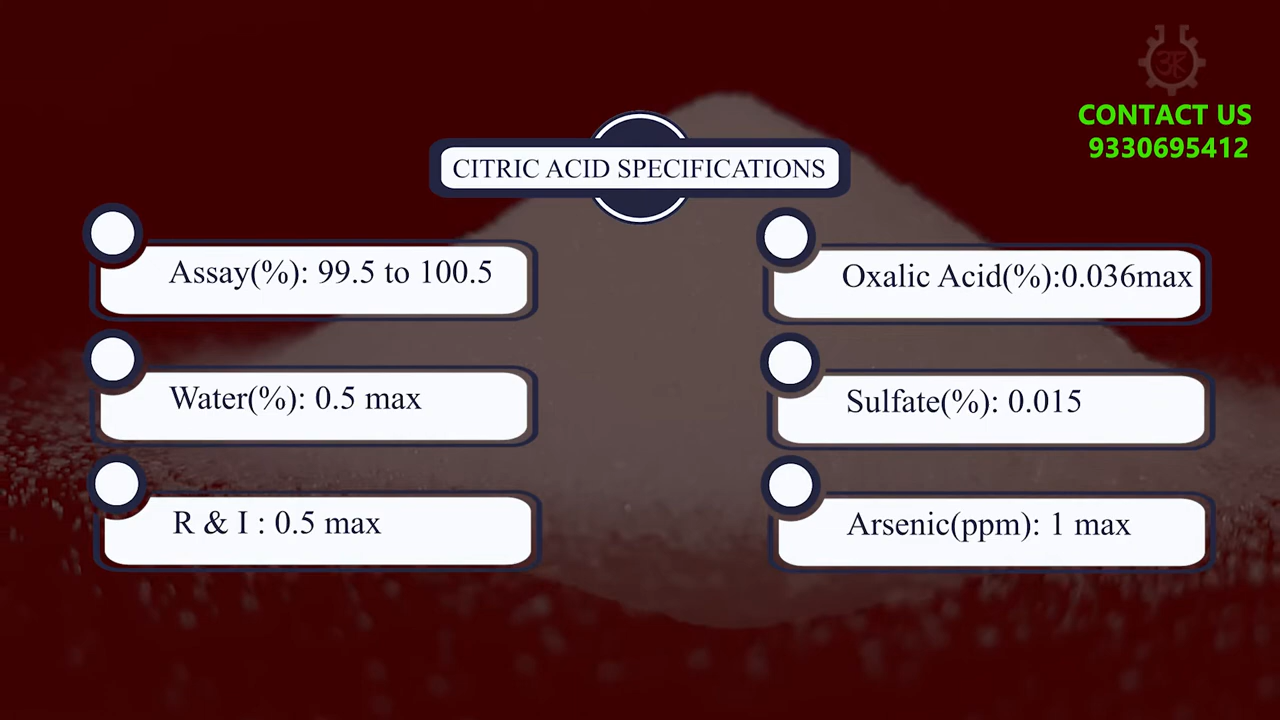 CONTACT US
9330695412
CITRIC ACID SPECIFICATIONS
Assay(%): 99.5 to 100.5
Oxalic Acid(%):0.036max
Water(%): 0.5 max
Sulfate(%): 0.015
R & I : 0.5 max
Arsenic(ppm): 1 max